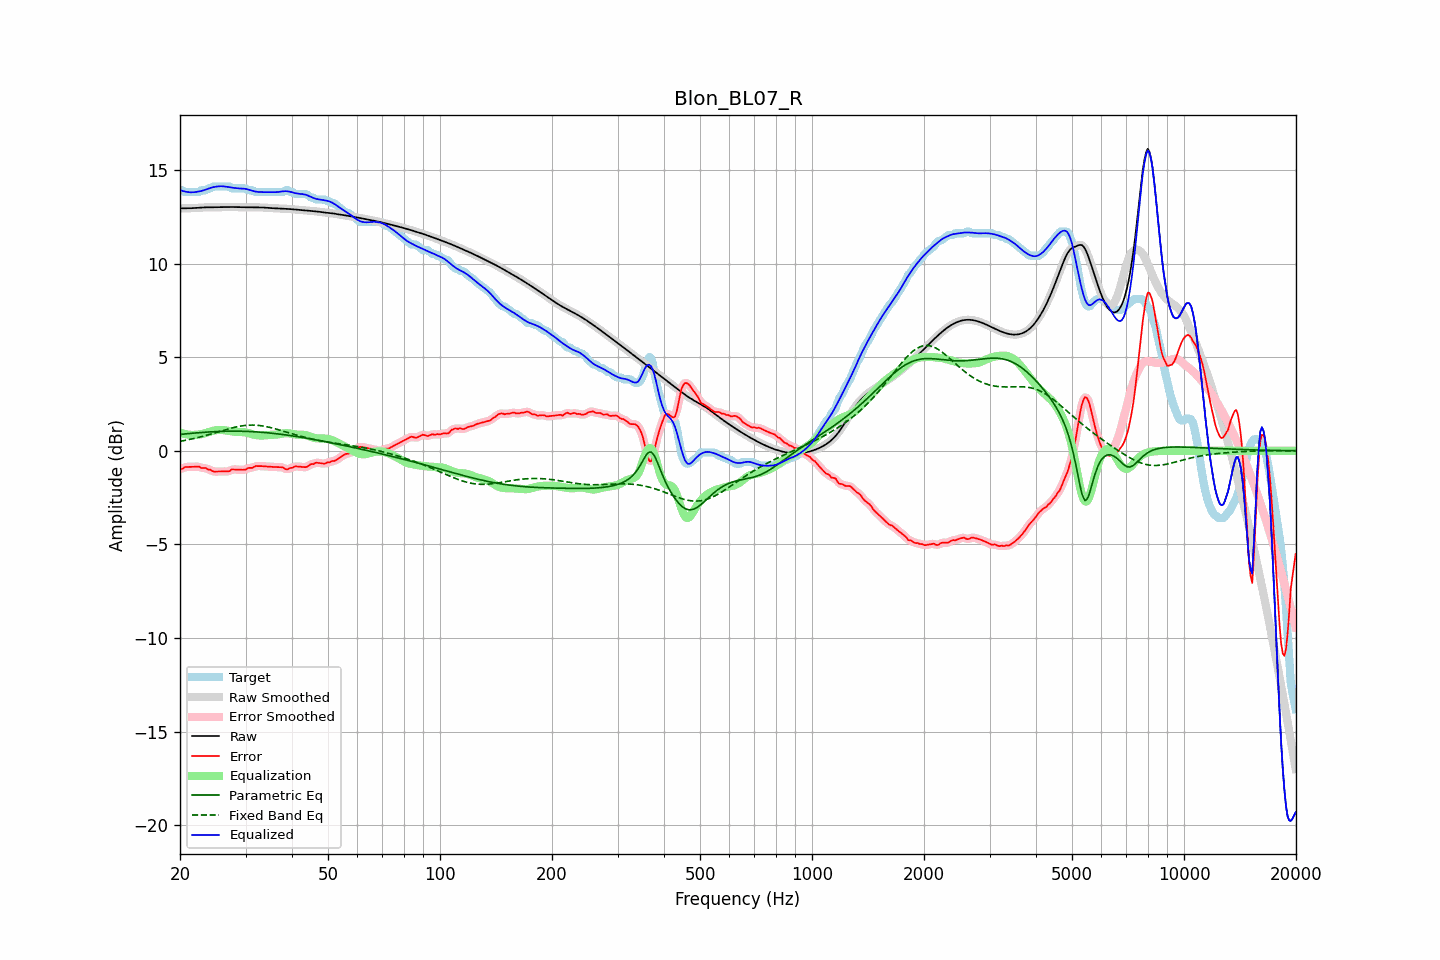 Blon_BL07_R
Amplitude (dBr)
15
10
5
0
−5
−10
−15
−20
Target
Raw Smoothed
Error Smoothed
Raw
Error
Equalization
Parametric Eq
Fixed Band Eq
Equalized
20 50 100 200 500 1000 2000 5000 10000 20000
Frequency (Hz)